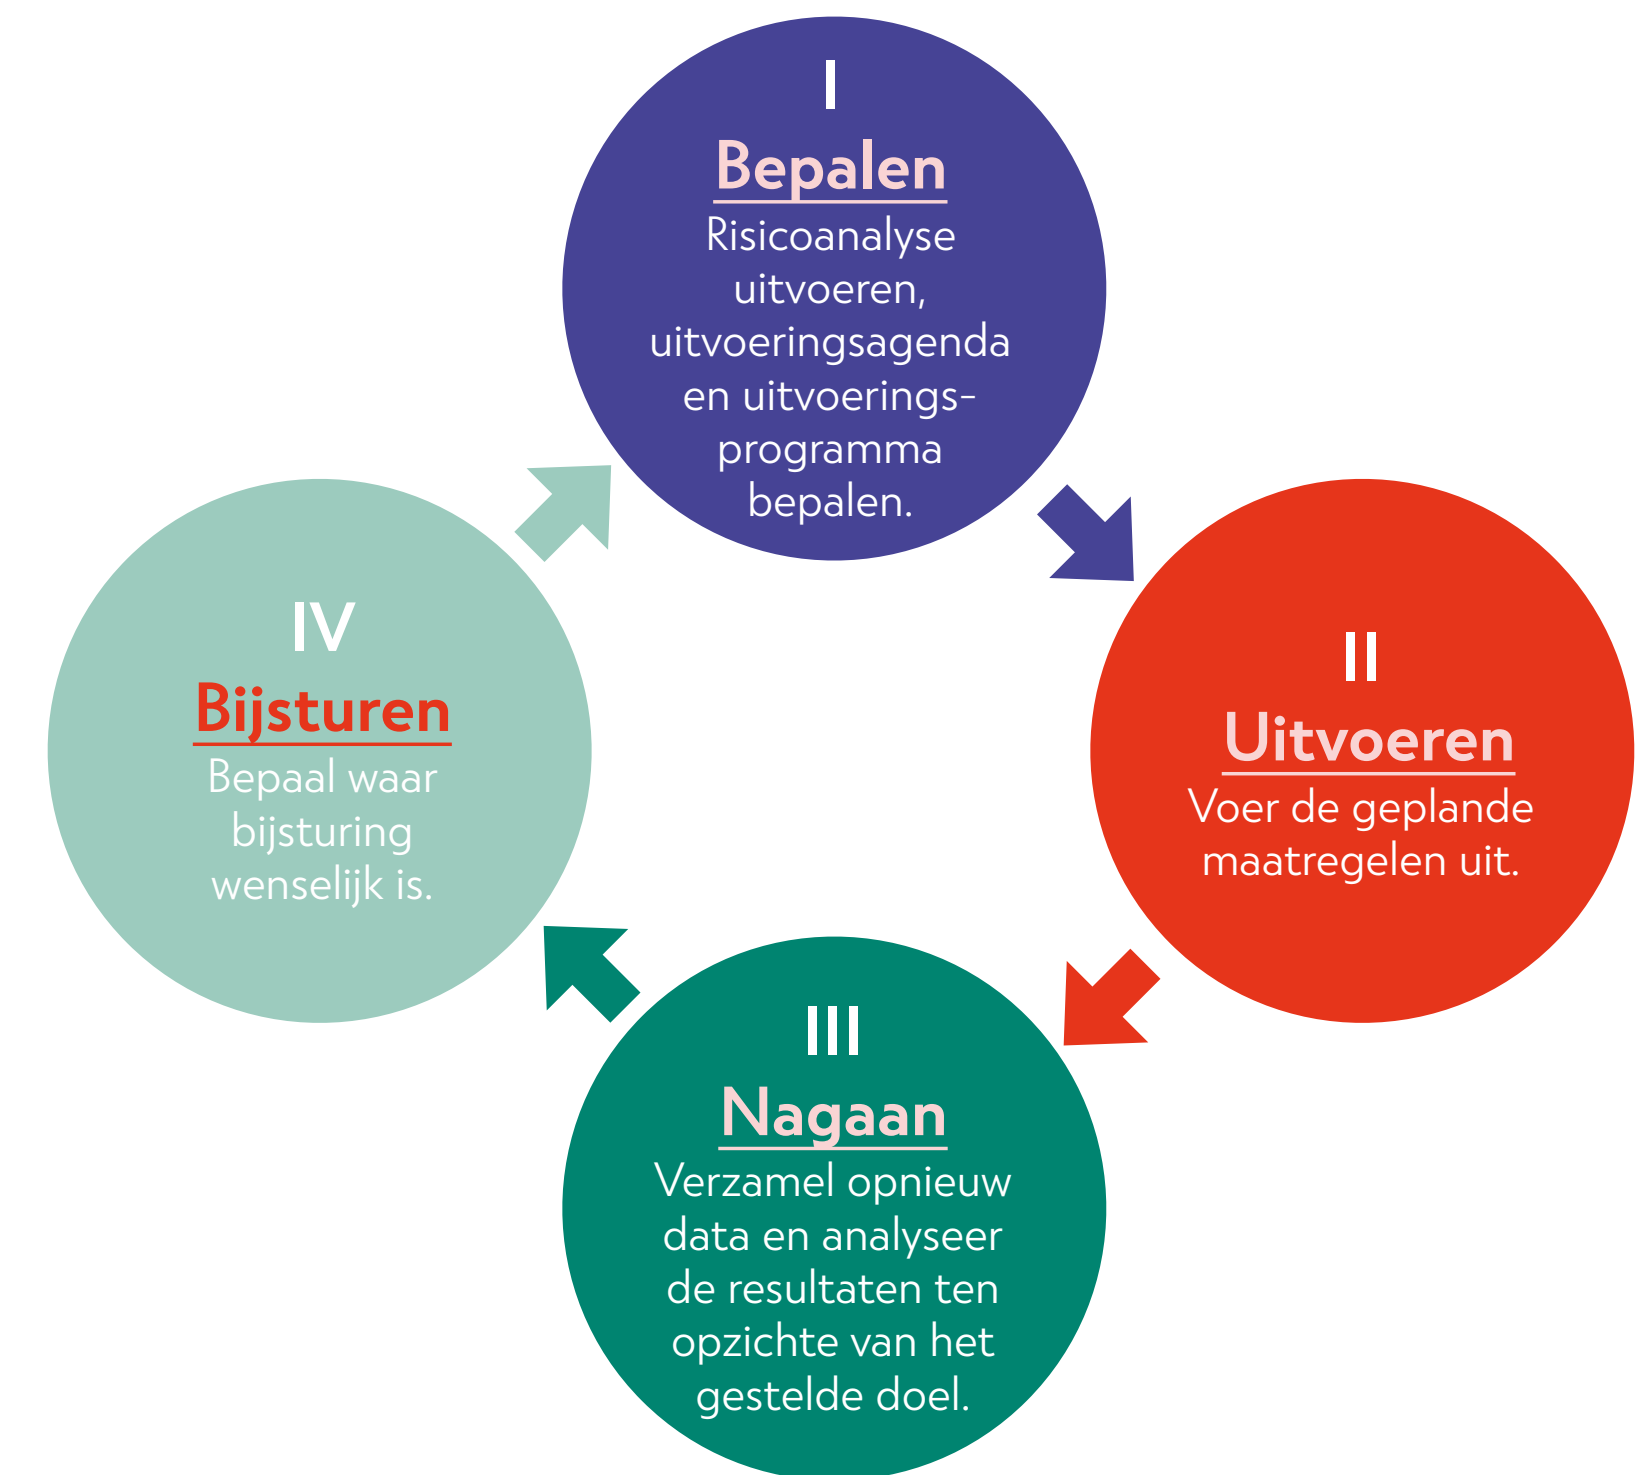 I
Bepalen
Risicoanalyse
uitvoeren,
uitvoeringsagenda
en uitvoerings-
programma
bepalen.
II
Uitvoeren
Voer de geplande
maatregelen uit.
III
Nagaan
Verzamel opnieuw
data en analyseer
de resultaten ten
opzichte van het
gestelde doel.
IV
Bijsturen
Bepaal waar
bijsturing
wenselijk is.